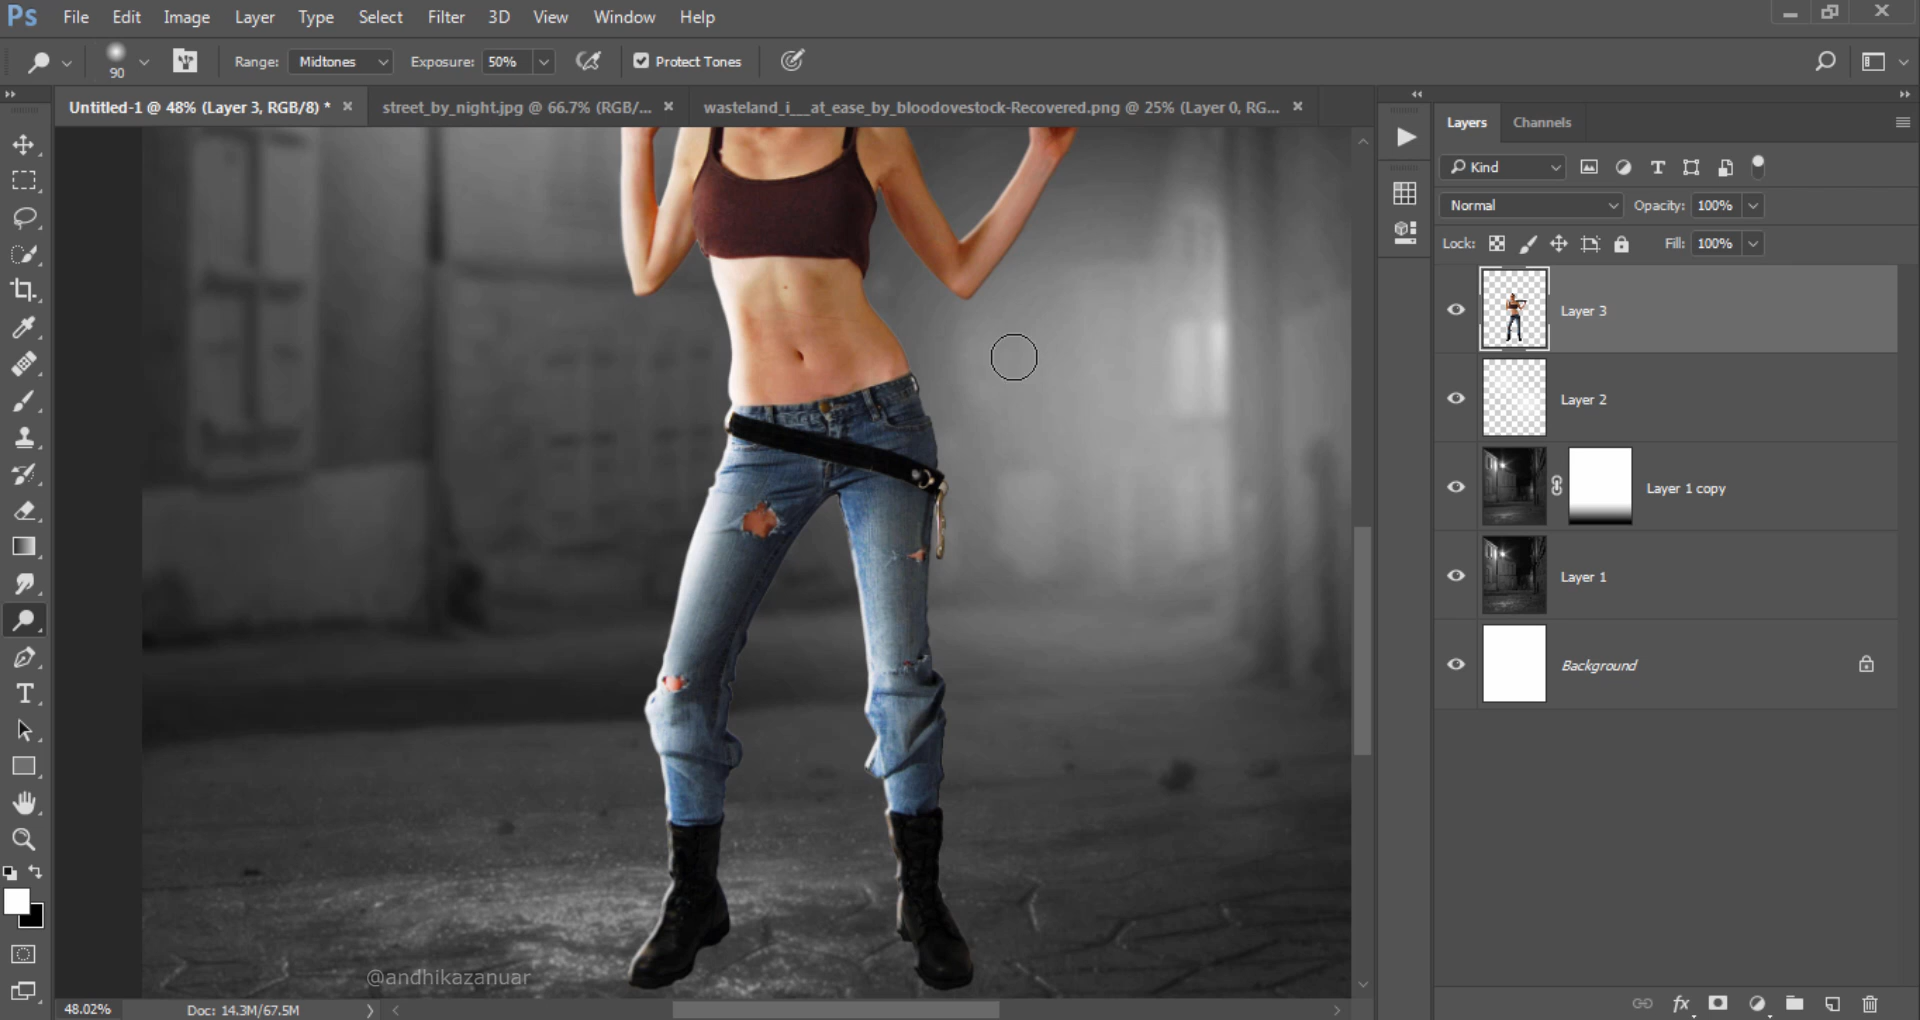 Ps File Edit Image Layer Type Select Filter 3D View Window Help
90 Range: Midtones Exposure: 50% Protect Tones
Untitled-1 @ 48% (Layer 3, RGB/8) * street_by_night.jpg @ 66.7% (RGB/... wasteland_i___at_ease_by_bloodovestock-Recovered.png @ 25% (Layer 0, RG...
Layers Channels
Kind
Normal Opacity: 100%
Lock: Fill: 100%
Layer 3
Layer 2
Layer 1 copy
Layer 1
Background
@andhikazanuar
48.02% Doc: 14.3M/67.5M